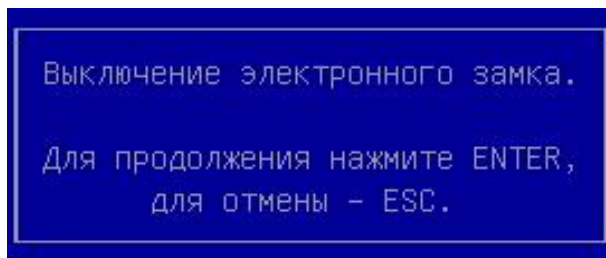 Выключение электронного замка.
Для продолжения нажмите ENTER,
для отмены - ESC.